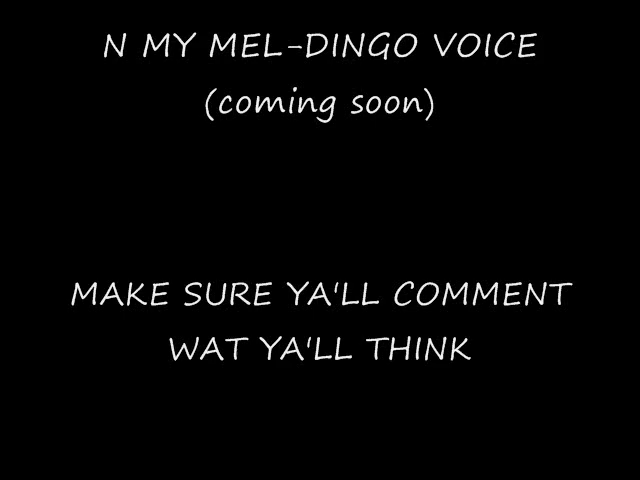 N MY MEL-DINGO VOICE
(coming soon)
MAKE SURE YA'LL COMMENT
WAT YA'LL THINK